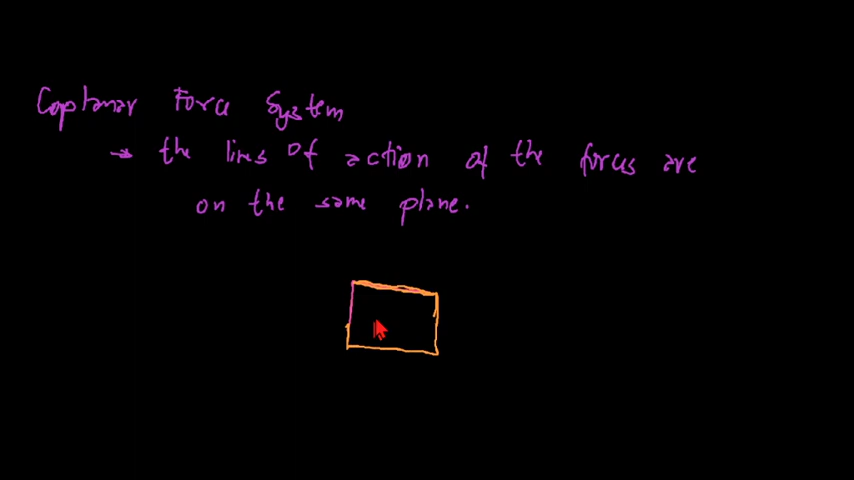 Coplanar Force System
→ the lines of action of the forces are
on the same plane.